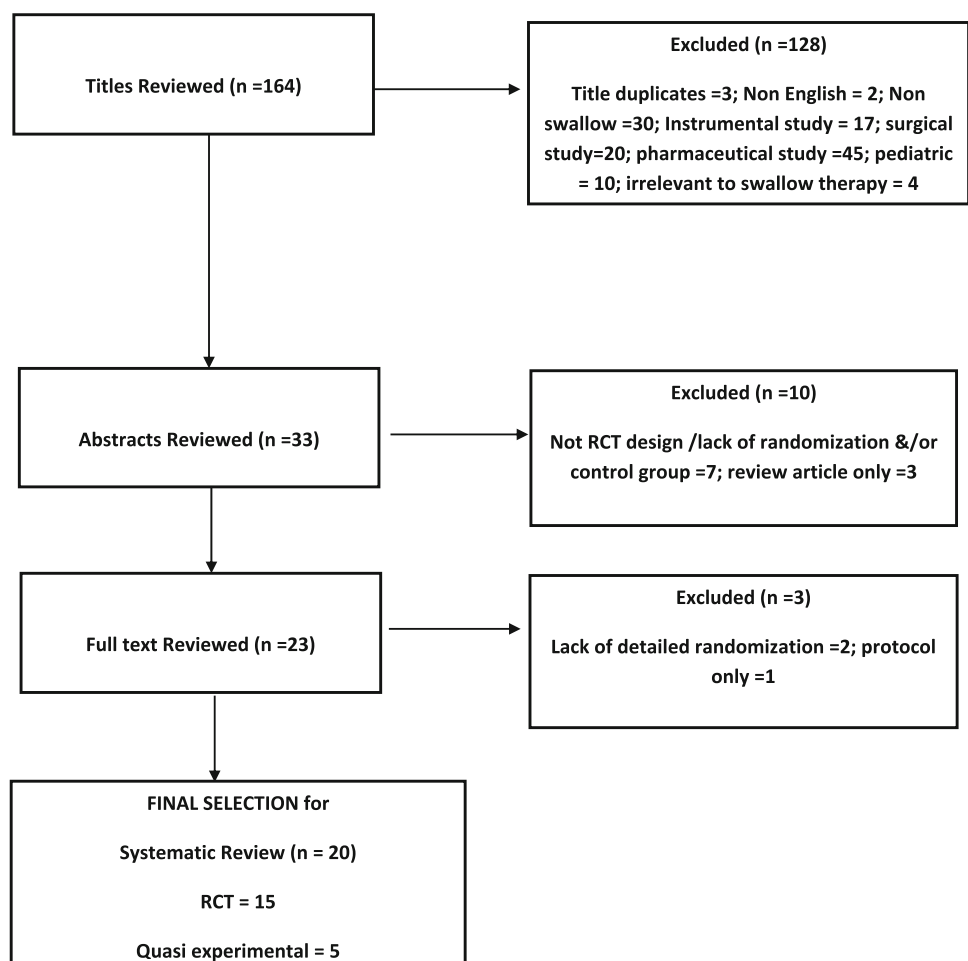 Titles Reviewed (n =164)
Excluded (n =128)
Title duplicates =3; Non English = 2; Non
swallow =30; Instrumental study = 17; surgical
study=20; pharmaceutical study =45; pediatric
= 10; irrelevant to swallow therapy = 4
Abstracts Reviewed (n =33)
Excluded (n =10)
Not RCT design /lack of randomization &/or
control group =7; review article only =3
Full text Reviewed (n =23)
Excluded (n =3)
Lack of detailed randomization =2; protocol
only =1
FINAL SELECTION for
Systematic Review (n = 20)
RCT = 15
Quasi experimental = 5